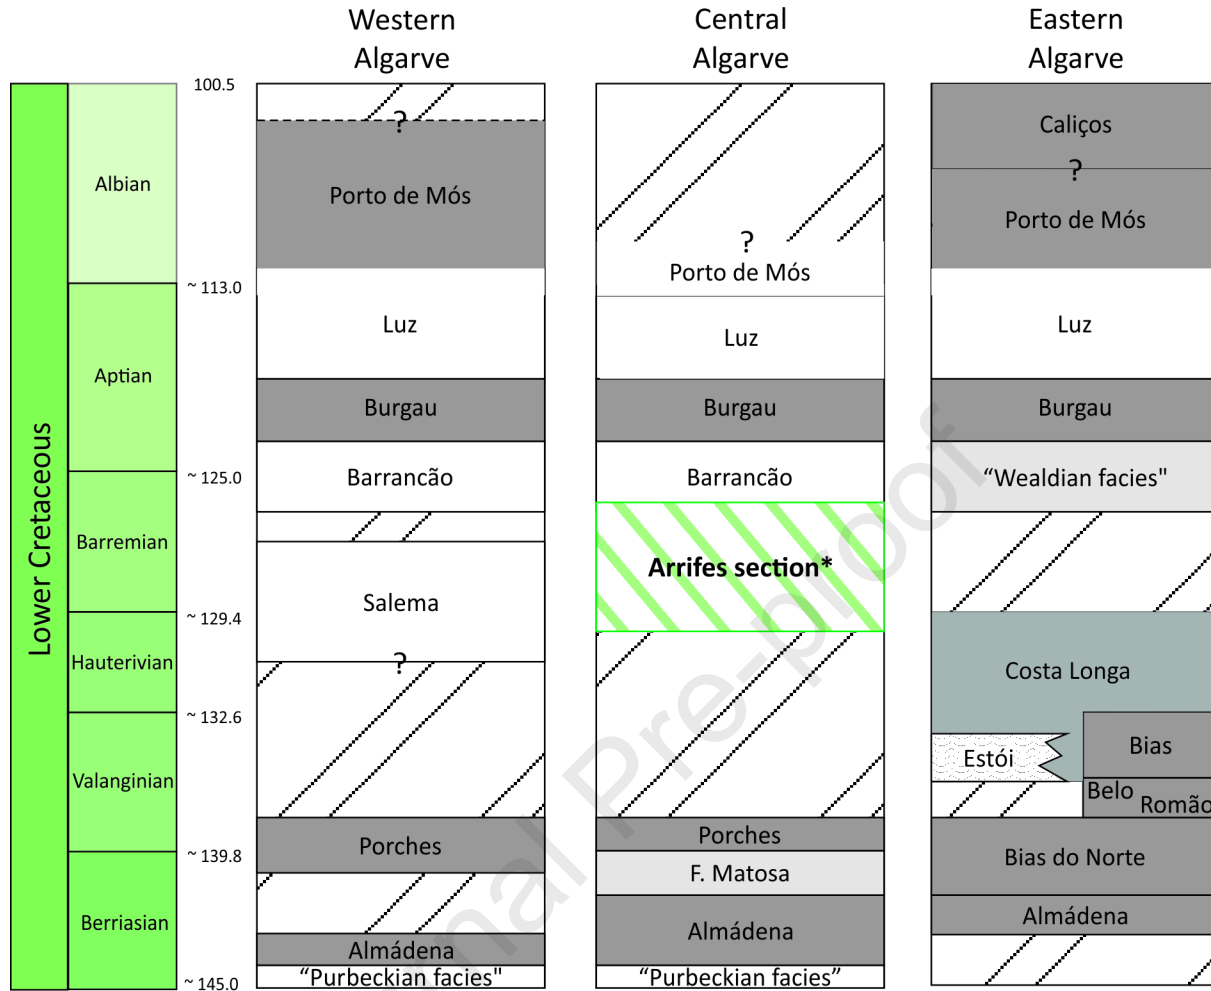 Western
Algarve
Central
Algarve
Eastern
Algarve
Lower Cretaceous
Albian
Aptian
Barremian
Hauterivian
Valanginian
Berriasian
100.5
~ 113.0
~ 125.0
~ 129.4
~ 132.6
~ 139.8
~ 145.0
?
Porto de Mós
Luz
Burgau
Barrancão
Salema
?
Porches
Almádena
“Purbeckian facies"
?
Porto de Mós
Luz
Burgau
Barrancão
Arrifes section*
Porches
F. Matosa
Almádena
“Purbeckian facies”
Caliços
?
Porto de Mós
Luz
Burgau
“Wealdian facies"
Costa Longa
Estói
Bias
Belo
Romão
Bias do Norte
Almádena
nal Pre-proof